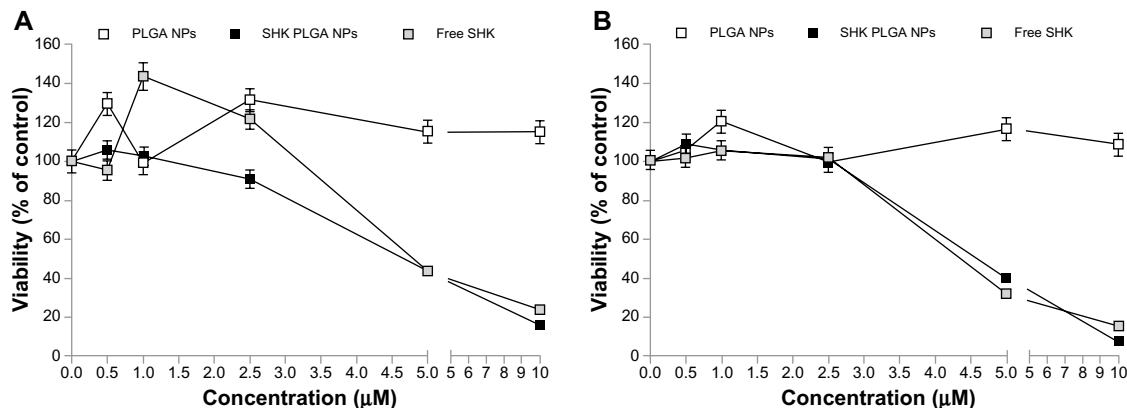 A
PLGA NPs SHK PLGA NPs Free SHK
Viability (% of control)
160
140
120
100
80
60
40
20
0
0.0 0.5 1.0 1.5 2.0 2.5 3.0 3.5 4.0 4.5 5.0 5 6 7 8 9 10
Concentration (μM)
B
PLGA NPs SHK PLGA NPs Free SHK
Viability (% of control)
160
140
120
100
80
60
40
20
0
0.0 0.5 1.0 1.5 2.0 2.5 3.0 3.5 4.0 4.5 5.0 5 6 7 8 9 10
Concentration (μM)